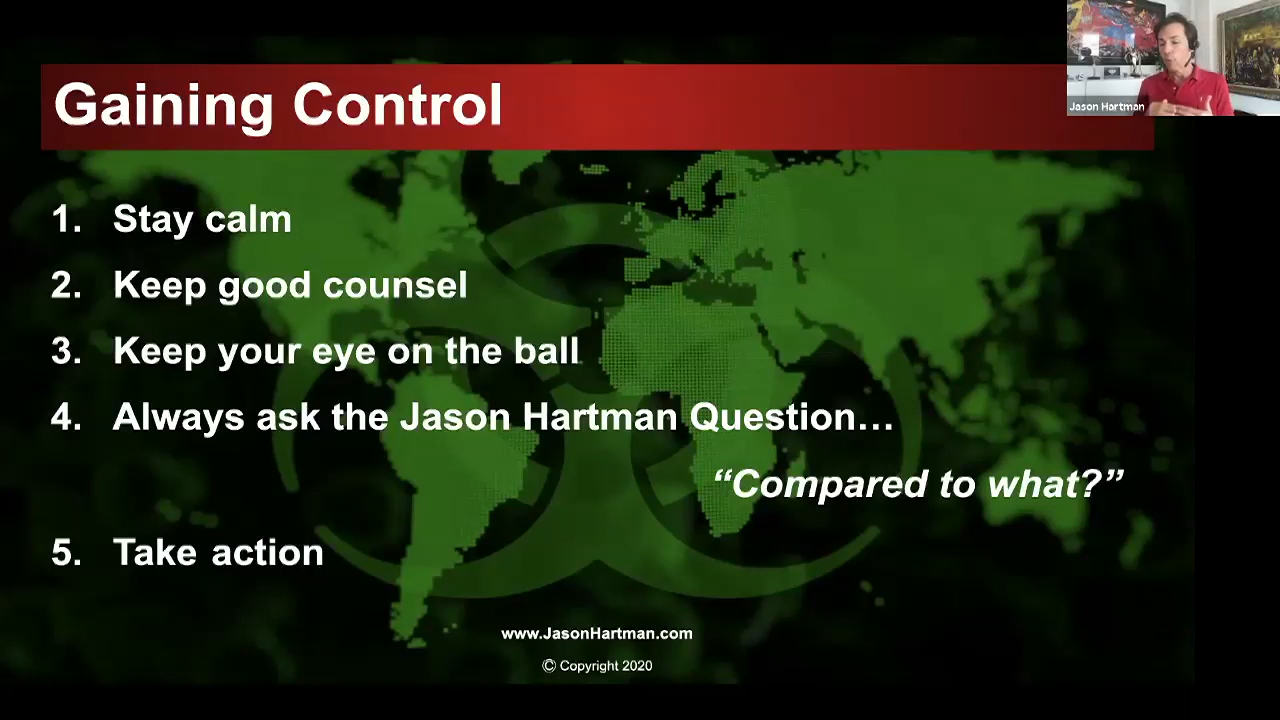 Gaining Control
Jason Hartman
1. Stay calm
2. Keep good counsel
3. Keep your eye on the ball
4. Always ask the Jason Hartman Question…
“Compared to what?”
5. Take action
www.JasonHartman.com
© Copyright 2020